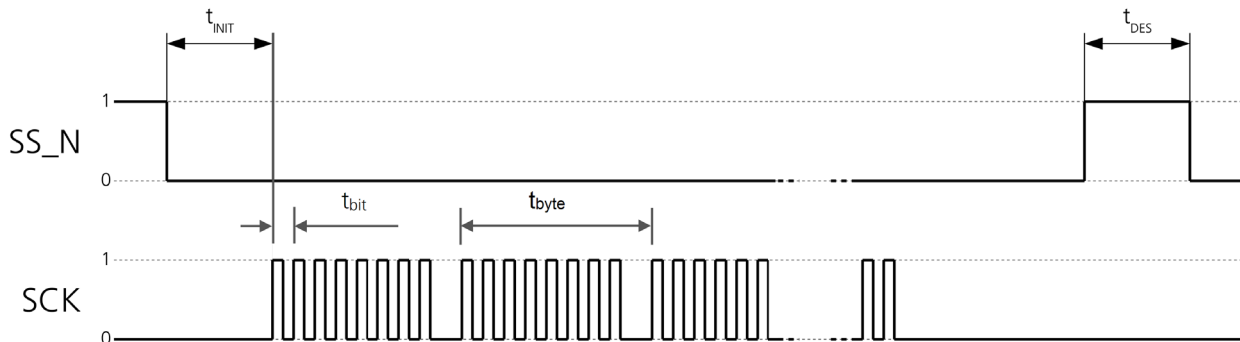 tINIT
tDES
1
SS_N
0
tbit
tbyte
1
SCK
0